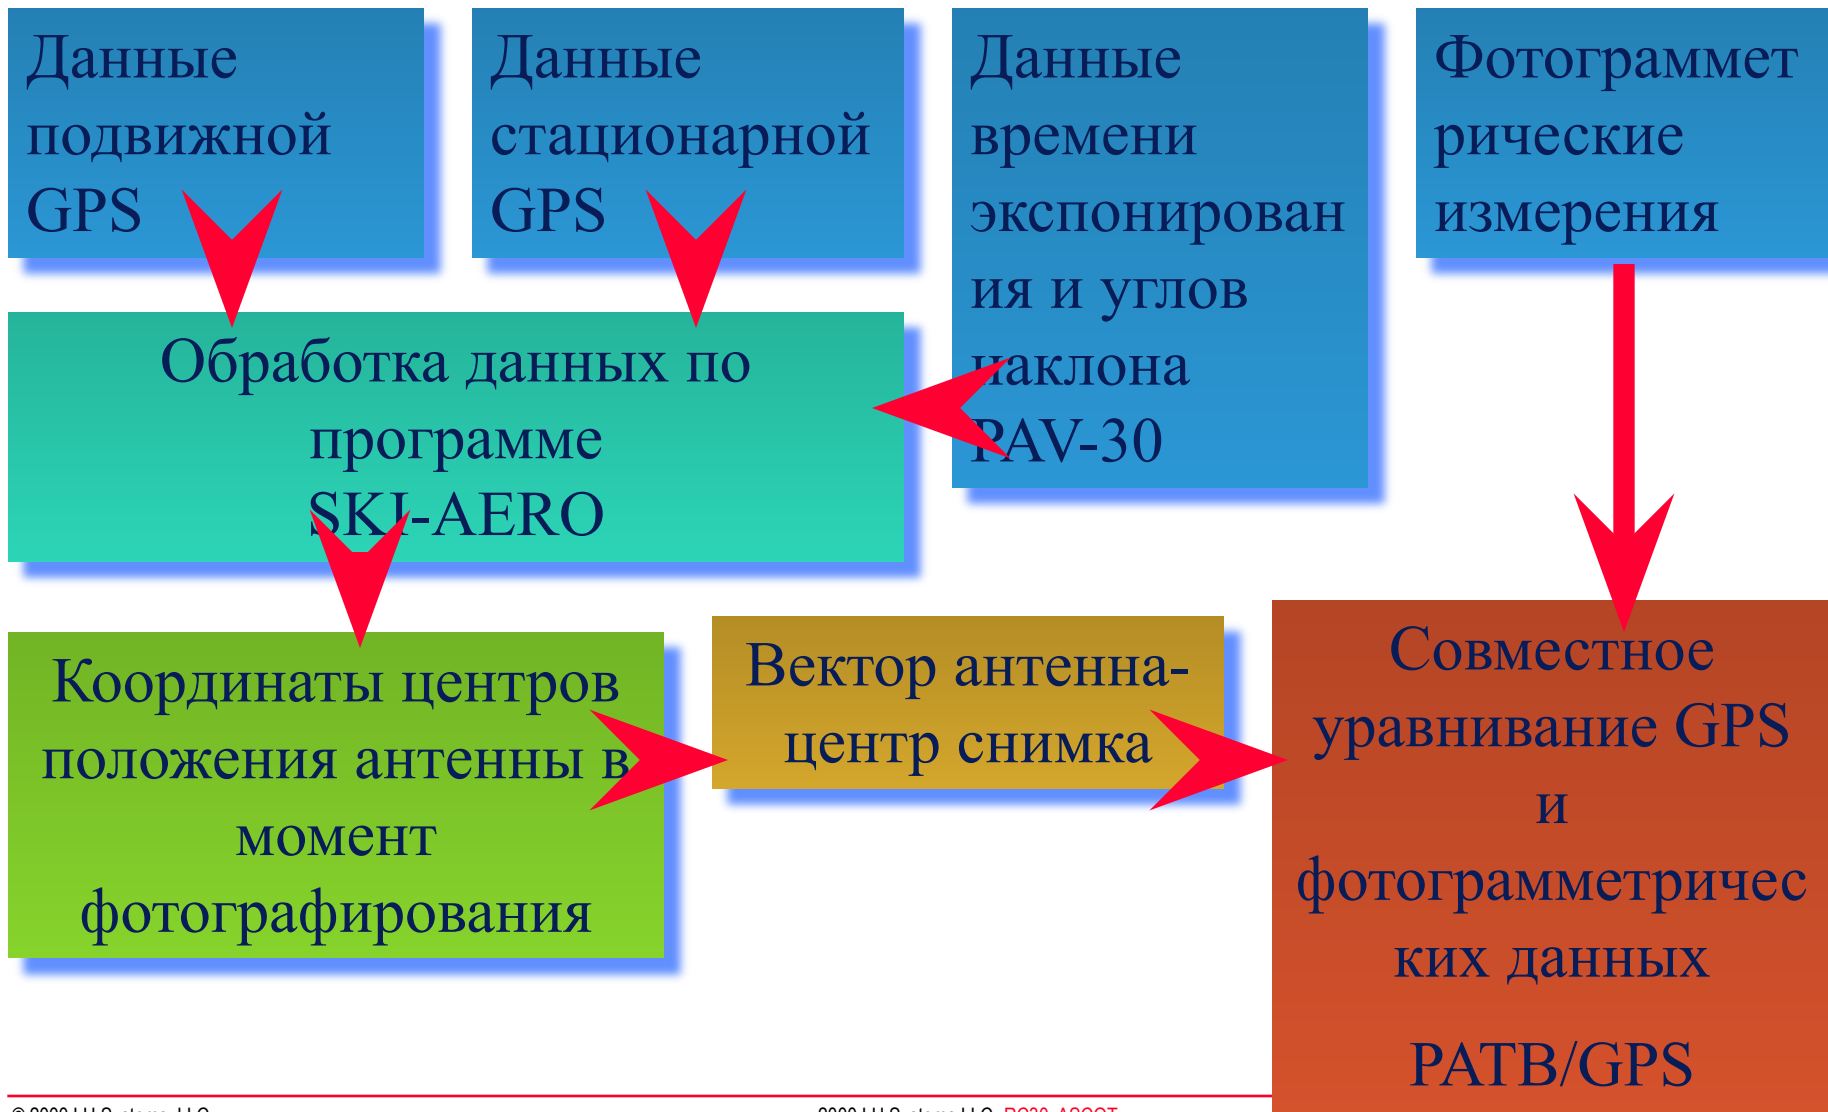 Данные
подвижной
GPS
Данные
стационарной
GPS
Данные
времени
экспонирован
ия и углов
наклона
PAV-30
Фотограммет
рические
измерения
Обработка данных по
программе
SKI-AERO
Координаты центров
положения антенны в
момент
фотографирования
Вектор антенна-
центр снимка
Совместное
уравнивание GPS
и
фотограмметричес
ких данных
PATB/GPS